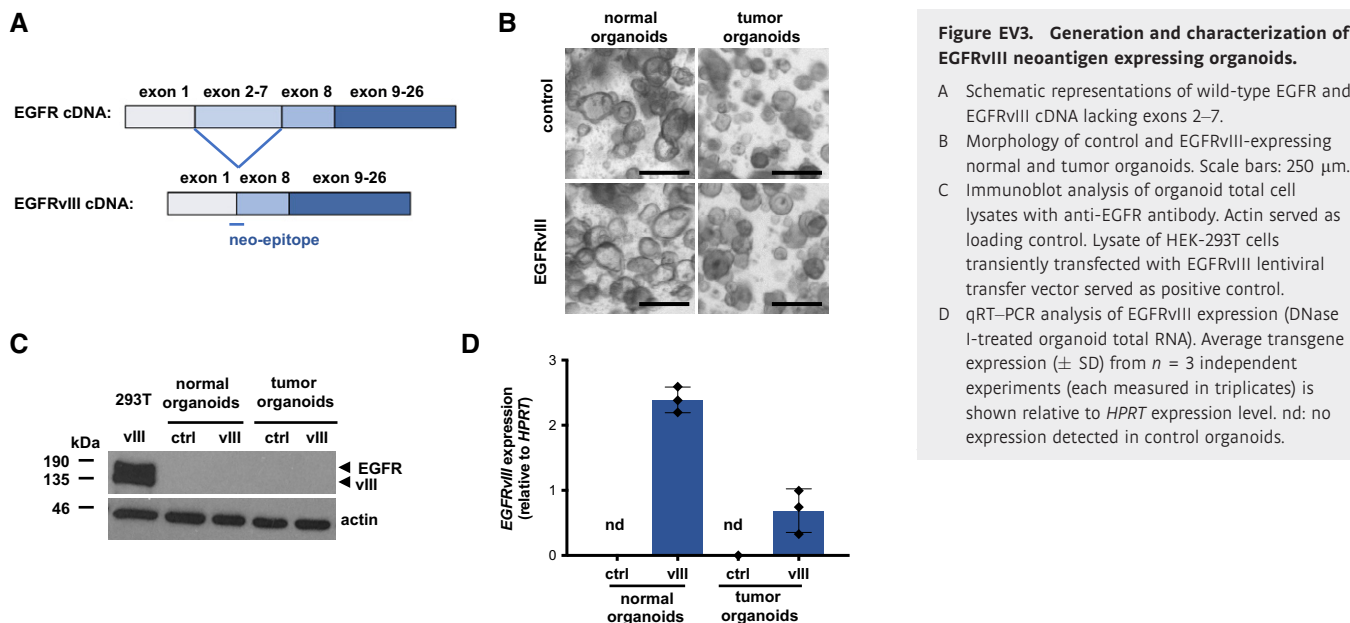 A
exon 1 exon 2-7 exon 8 exon 9-26
EGFR cDNA:
exon 1 exon 8 exon 9-26
EGFRvIII cDNA:
neo-epitope
B
normal organoids
tumor organoids
control
EGFRvIII
C
293T
normal organoids
tumor organoids
kDa
vIII ctrl vIII ctrl vIII
190
135
46
EGFR
vIII
actin
D
EGFRvIII expression
(relative to HPRT)
3
2
1
0
nd nd
ctrl vIII ctrl vIII
normal organoids
tumor organoids
Figure EV3. Generation and characterization of
EGFRvIII neoantigen expressing organoids.
A Schematic representations of wild-type EGFR and
EGFRvIII cDNA lacking exons 2–7.
B Morphology of control and EGFRvIII-expressing
normal and tumor organoids. Scale bars: 250 μm.
C Immunoblot analysis of organoid total cell
lysates with anti-EGFR antibody. Actin served as
loading control. Lysate of HEK-293T cells
transiently transfected with EGFRvIII lentiviral
transfer vector served as positive control.
D qRT–PCR analysis of EGFRvIII expression (DNase
I-treated organoid total RNA). Average transgene
expression (± SD) from n = 3 independent
experiments (each measured in triplicates) is
shown relative to HPRT expression level. nd: no
expression detected in control organoids.